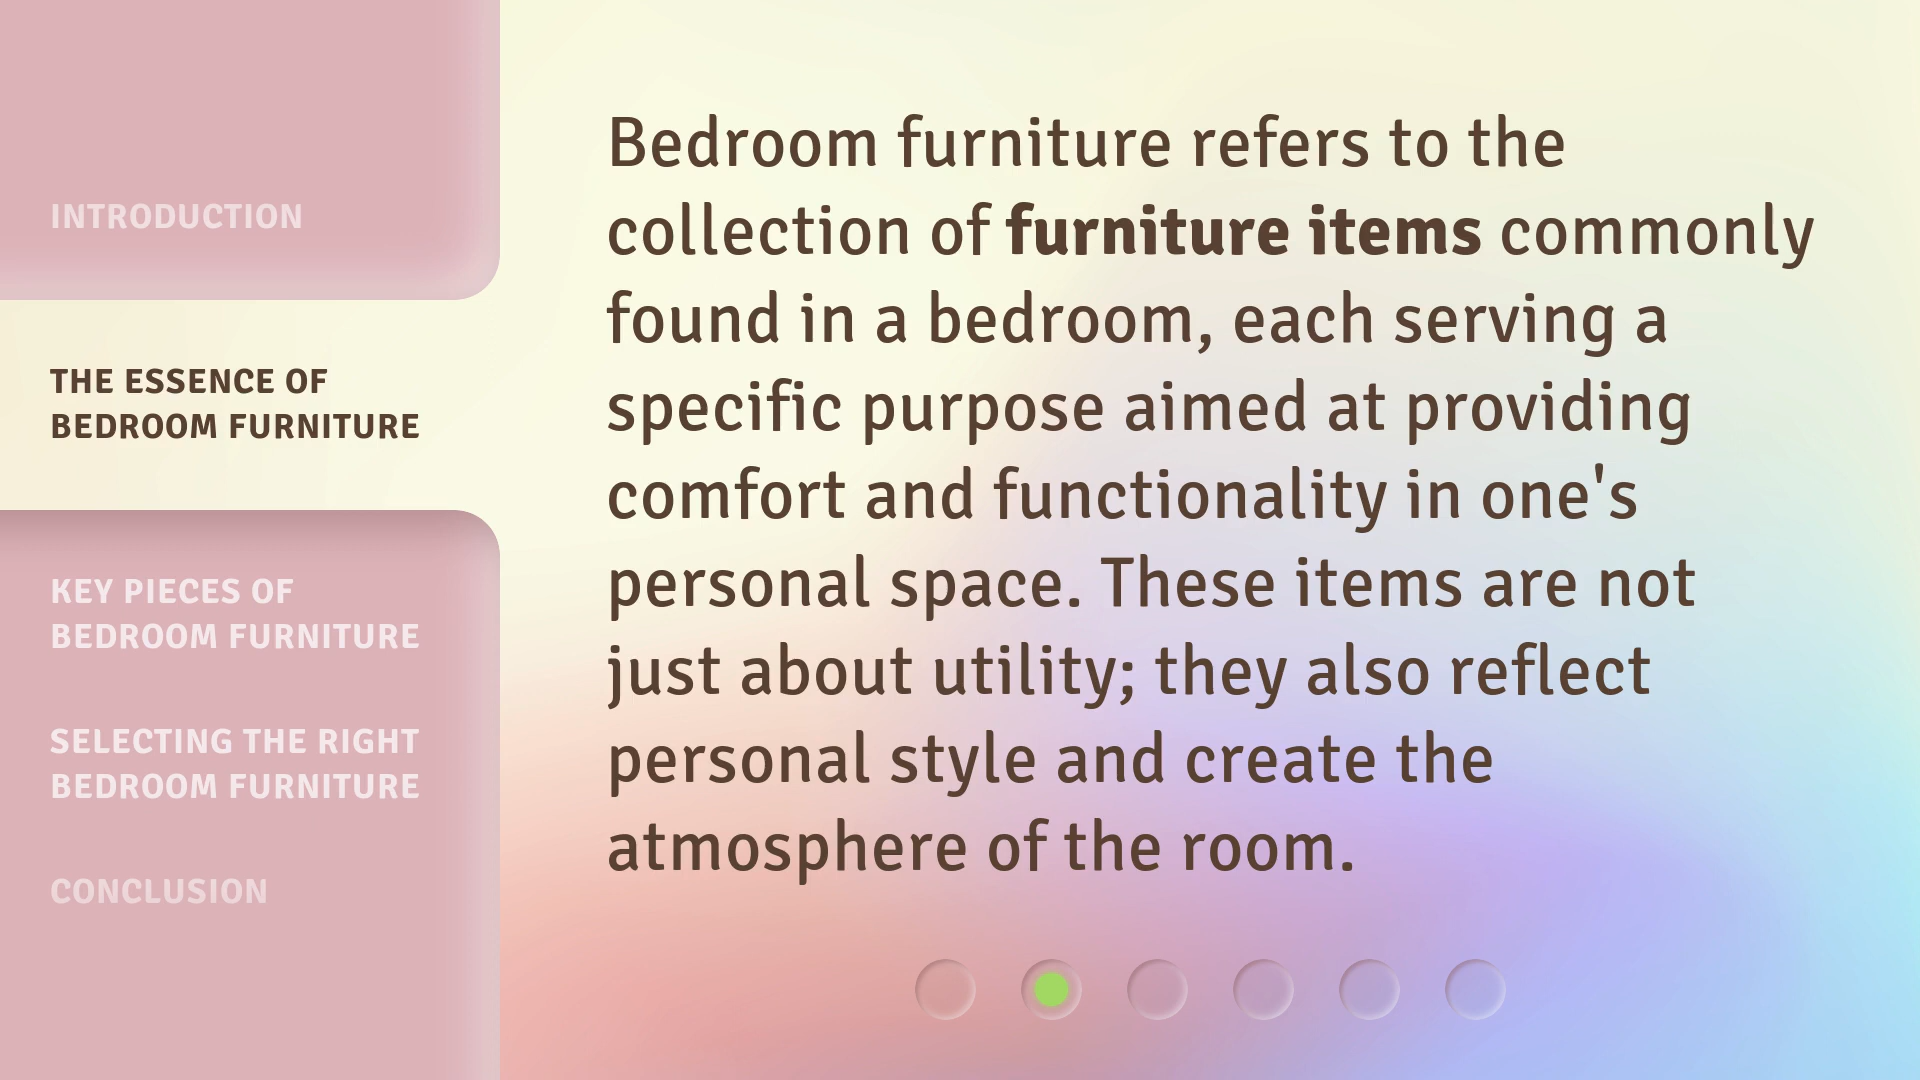 INTRODUCTION
THE ESSENCE OF
BEDROOM FURNITURE
KEY PIECES OF
BEDROOM FURNITURE
SELECTING THE RIGHT
BEDROOM FURNITURE
CONCLUSION
Bedroom furniture refers to the
collection of furniture items commonly
found in a bedroom, each serving a
specific purpose aimed at providing
comfort and functionality in one's
personal space. These items are not
just about utility; they also reflect
personal style and create the
atmosphere of the room.